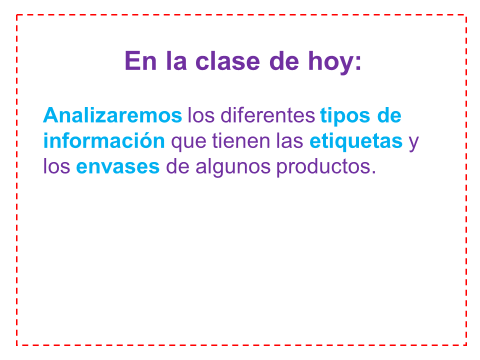 En la clase de hoy:
Analizaremos los diferentes tipos de
información que tienen las etiquetas y
los envases de algunos productos.